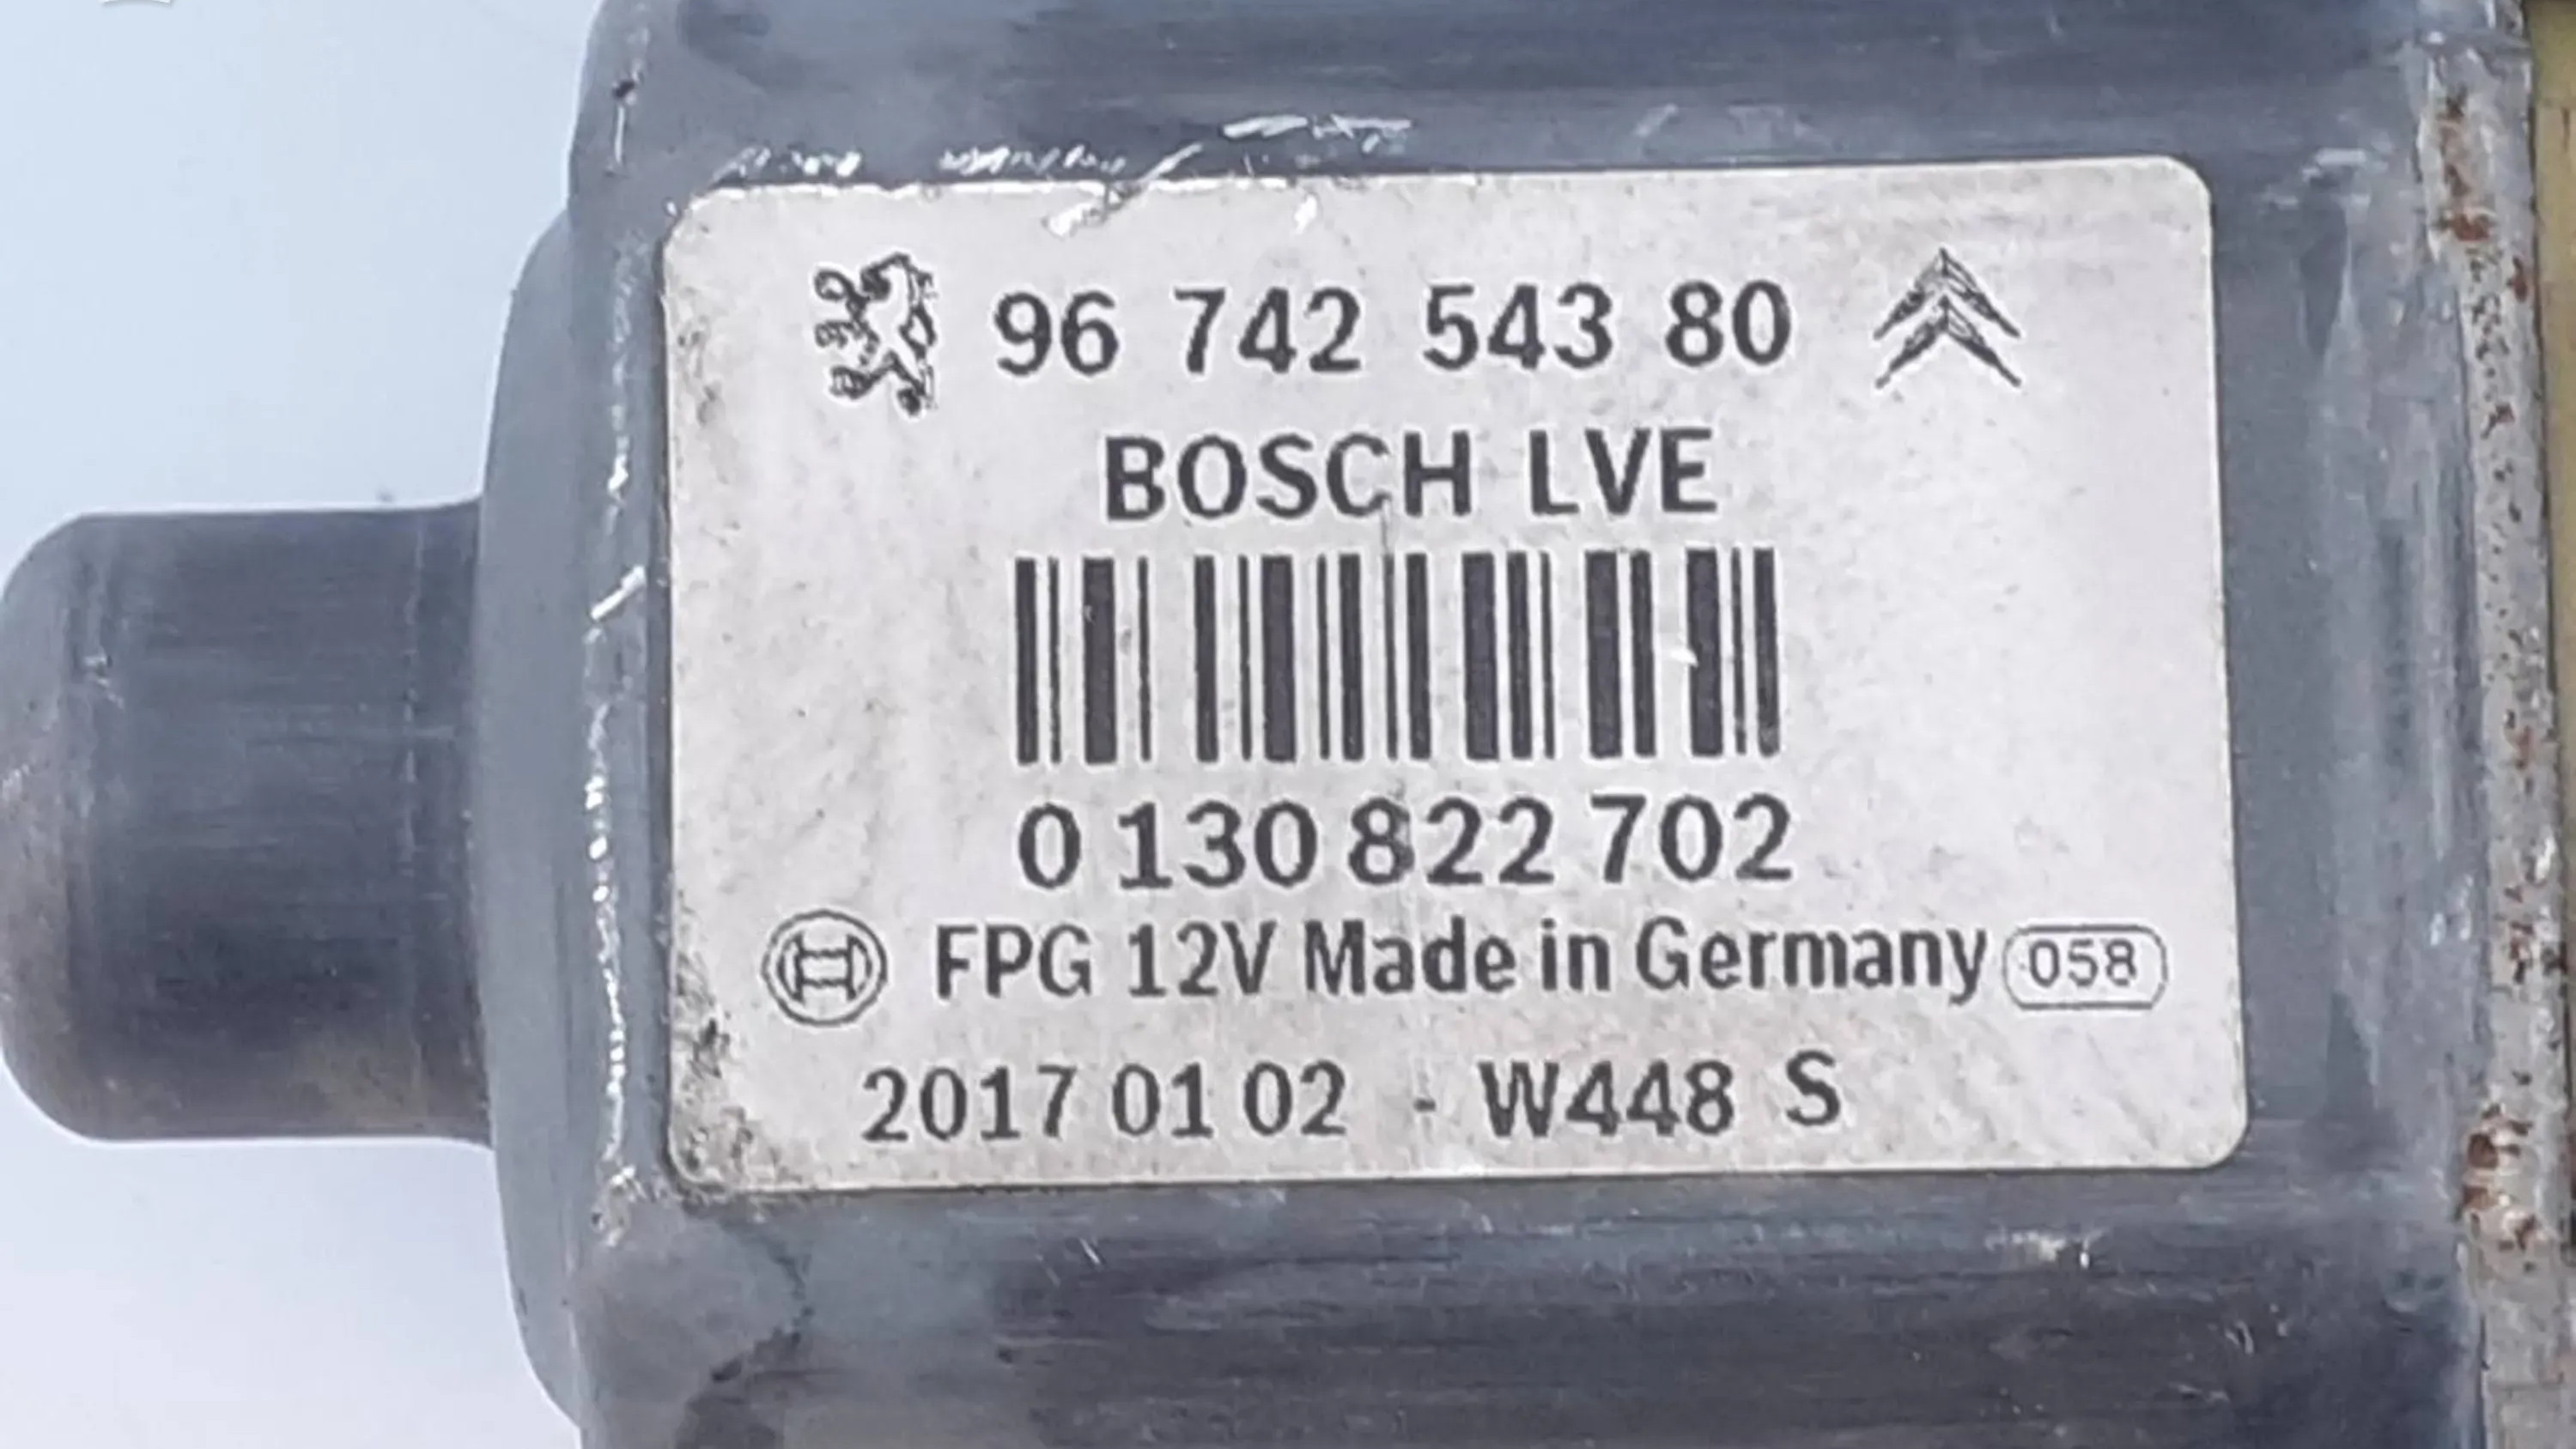 96 742 543 80
BOSCH LVE
0 130 822 702
FPG 12V Made in Germany 058
2017 01 02 - W448 S